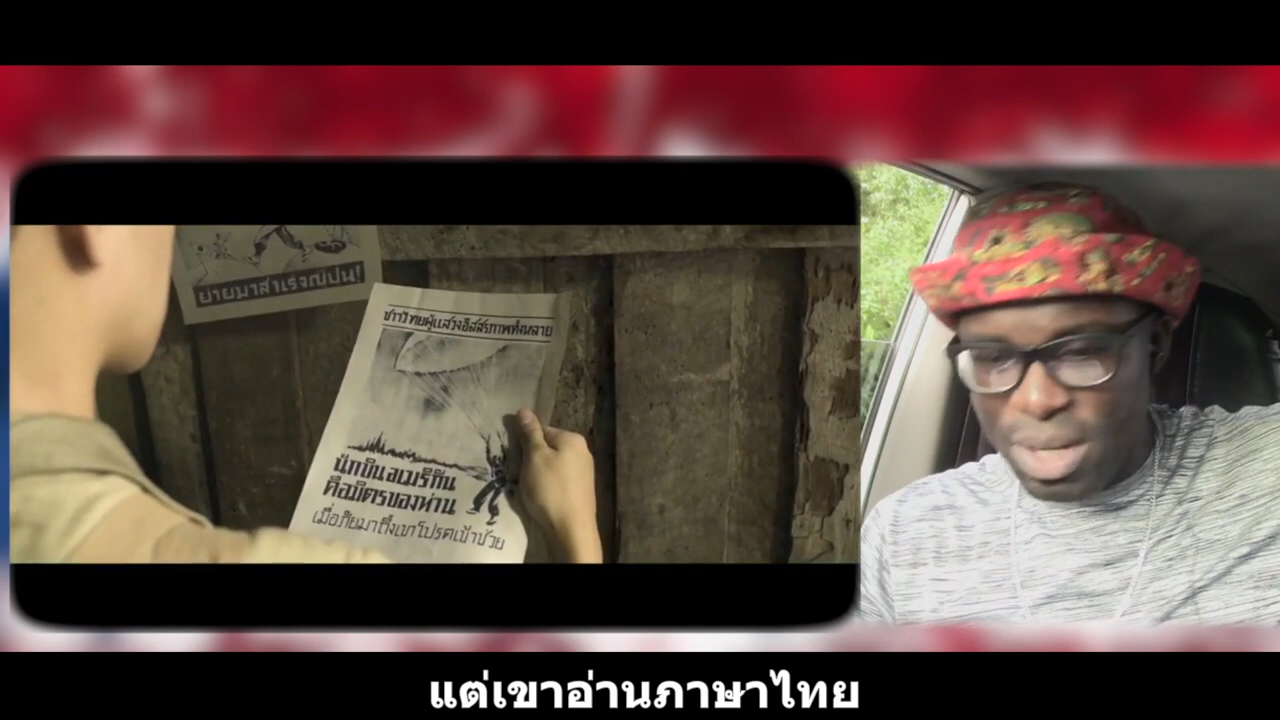 ย่ายมาสำเร็จญี่ปุ่น!
ชาวไทยผู้แสวงอิสสรภาพทั้งหลาย
นักบินอเมริกัน
คือมิตรของท่าน
เมื่อภัยมาถึงเขาโปรดเข้าช่วย
แต่เขาอ่านภาษาไทย